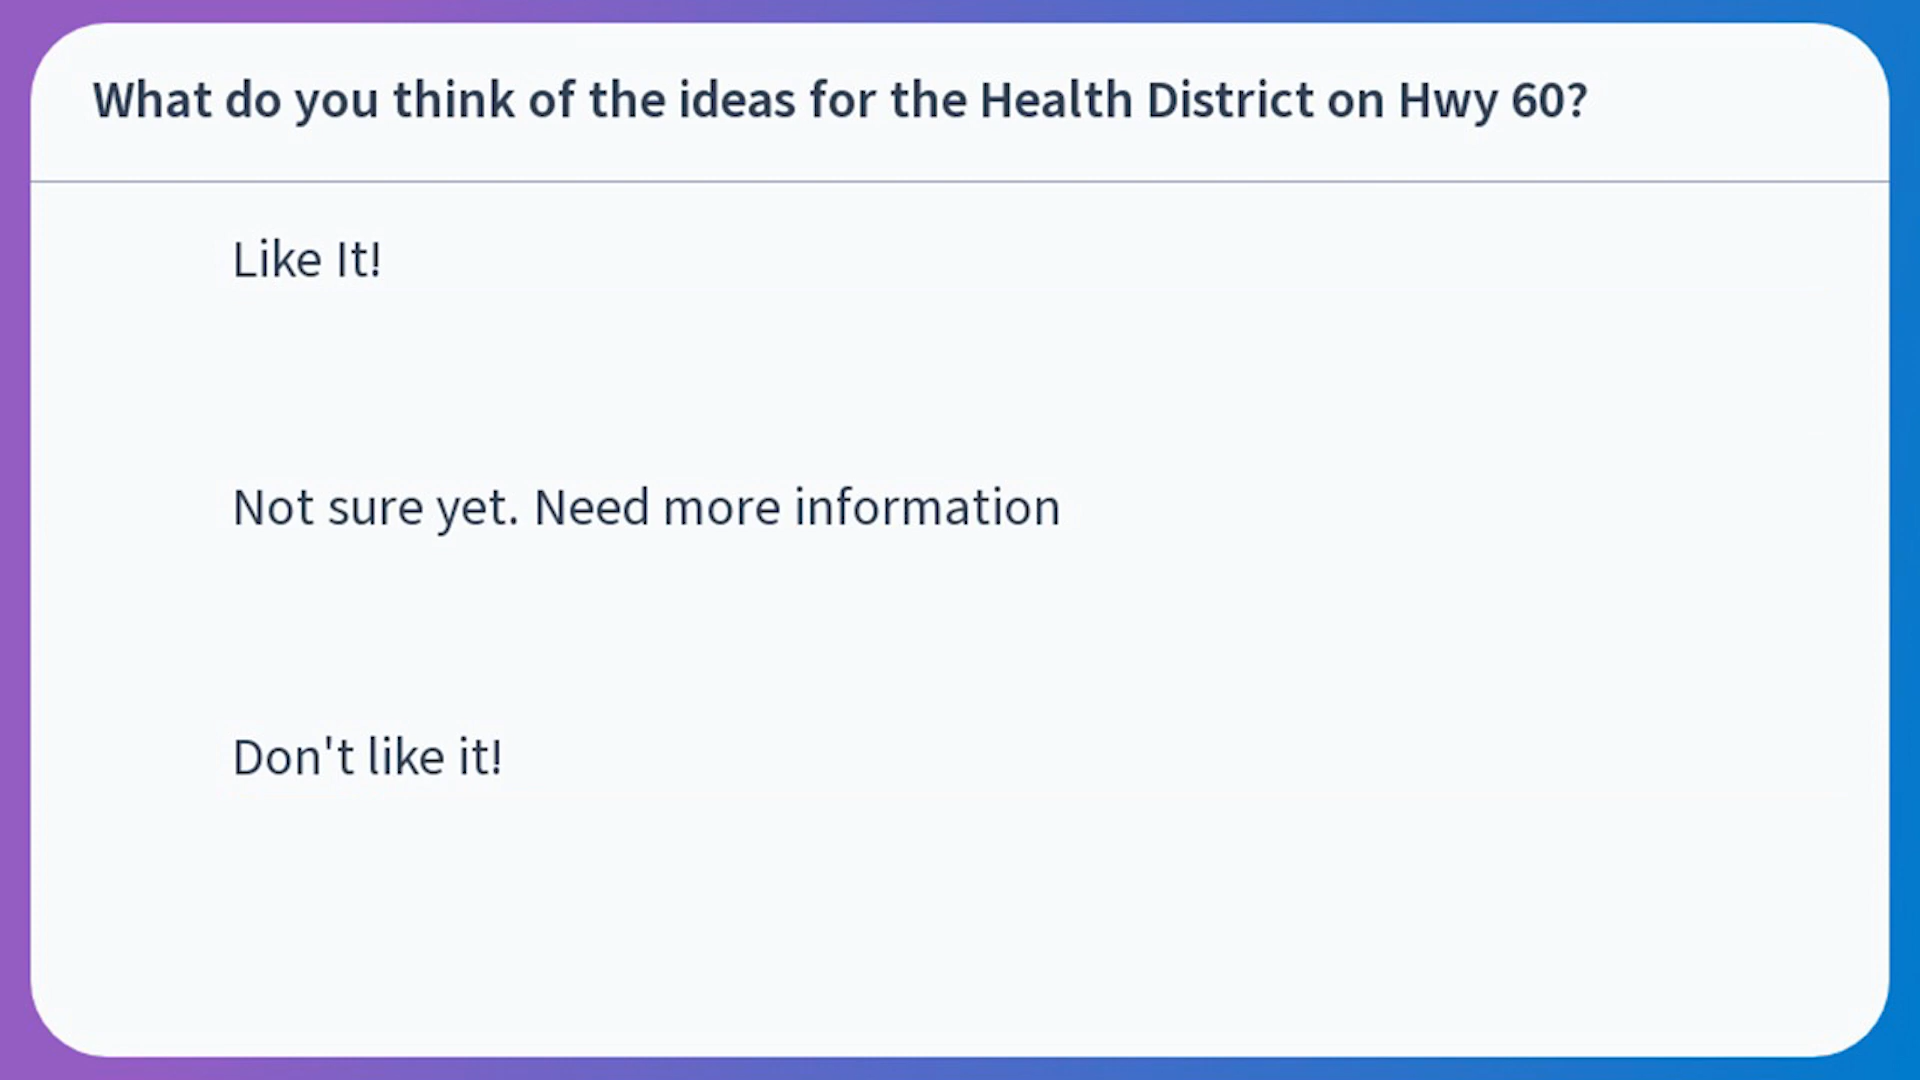 What do you think of the ideas for the Health District on Hwy 60?
Like It!
Not sure yet. Need more information
Don't like it!